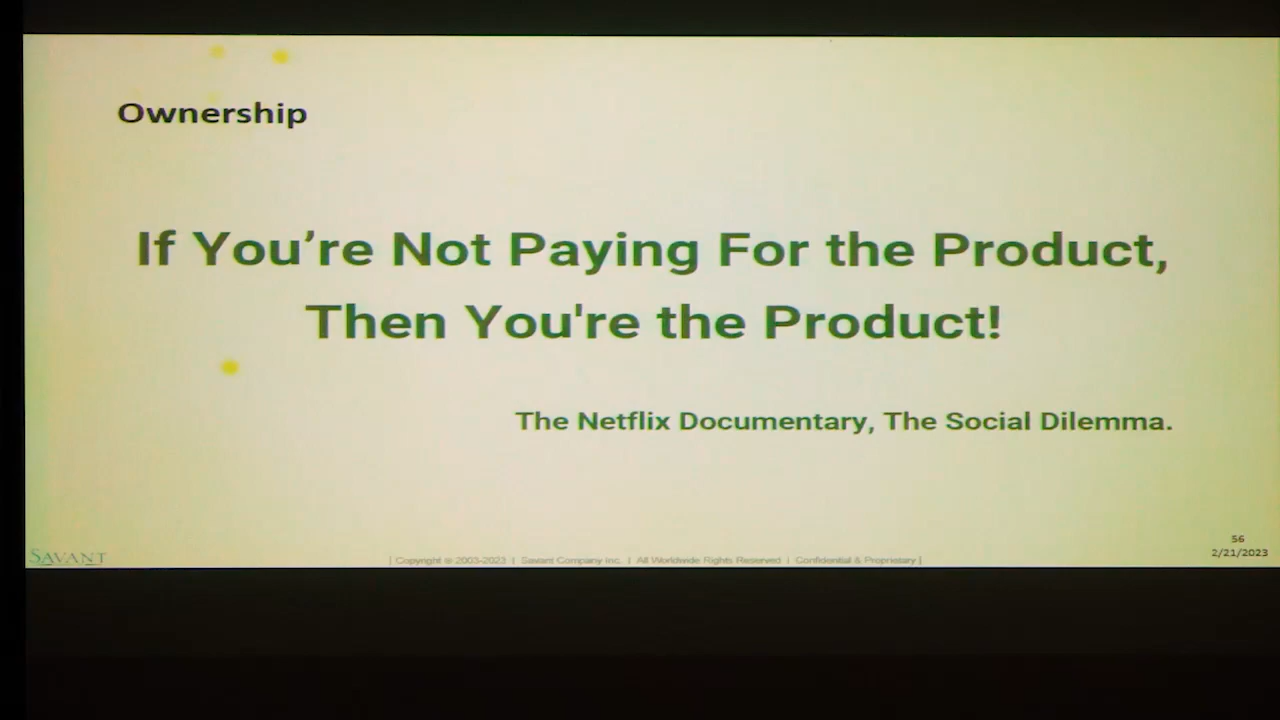 Ownership
If You’re Not Paying For the Product,
Then You're the Product!
The Netflix Documentary, The Social Dilemma.
56
2/21/2023
SAVANT
| Copyright © 2003-2023 | Savant Company Inc. | All Worldwide Rights Reserved | Confidential & Proprietary |